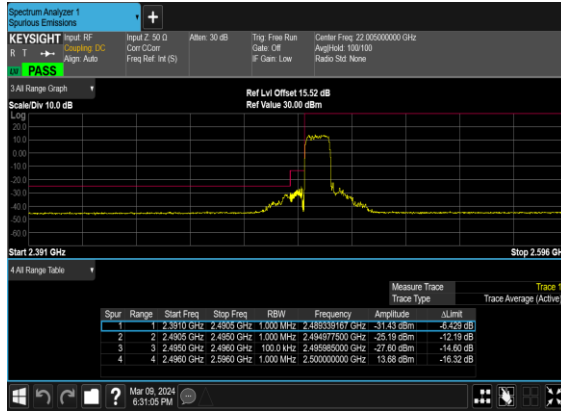 Spectrum Analyzer 1
Spurious Emissions
+
KEYSIGHT Input: RF Input Z: 50 Ω Atten: 30 dB Trig: Free Run Center Freq: 22.005000000 GHz
R T Coupling: DC Corr CCorr Gate: Off Avg|Hold: 100/100
Align: Auto Freq Ref: Int (S) IF Gain: Low Radio Std: None
PASS
3 All Range Graph
Ref Lvl Offset 15.52 dB
Scale/Div 10.0 dB Ref Value 30.00 dBm
Log
20.0
10.0
0.00
-10.0
-20.0
-30.0
-40.0
-50.0
-60.0
Start 2.391 GHz Stop 2.596 GH
4 All Range Table
Measure Trace Trace 1
Trace Type Trace Average (Active)
Spur Range Start Freq Stop Freq RBW Frequency Amplitude ΔLimit
1 1 2.3910 GHz 2.4905 GHz 1.000 MHz 2.489339167 GHz -31.43 dBm -6.429 dB
2 2 2.4905 GHz 2.4950 GHz 1.000 MHz 2.494977500 GHz -25.19 dBm -12.19 dB
3 3 2.4950 GHz 2.4960 GHz 100.0 kHz 2.495985000 GHz -27.60 dBm -14.60 dB
4 4 2.4960 GHz 2.5960 GHz 1.000 MHz 2.500000000 GHz 13.68 dBm -16.32 dB
?
Mar 09, 2024
6:31:05 PM